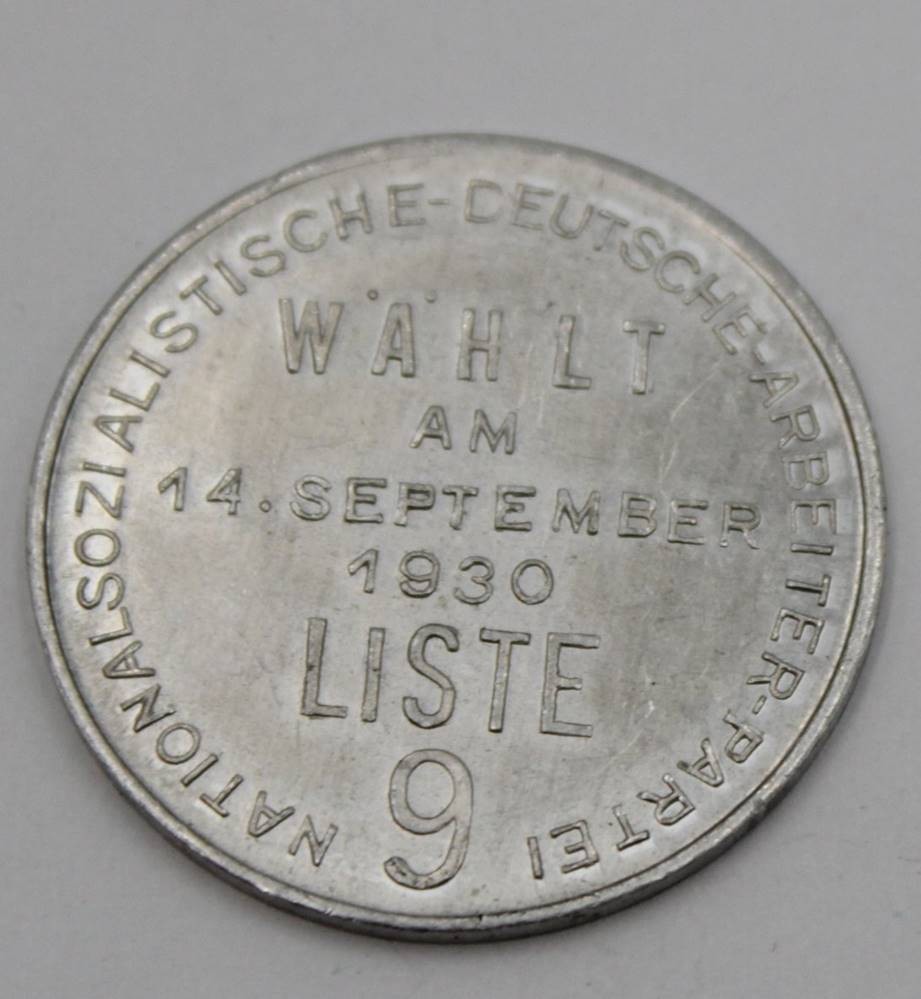 NATIONALSOZIALISTISCHE-DEUTSCHE-ARBEITER-PARTEI
WÄHLT
AM
14. SEPTEMBER
1930
LISTE
9